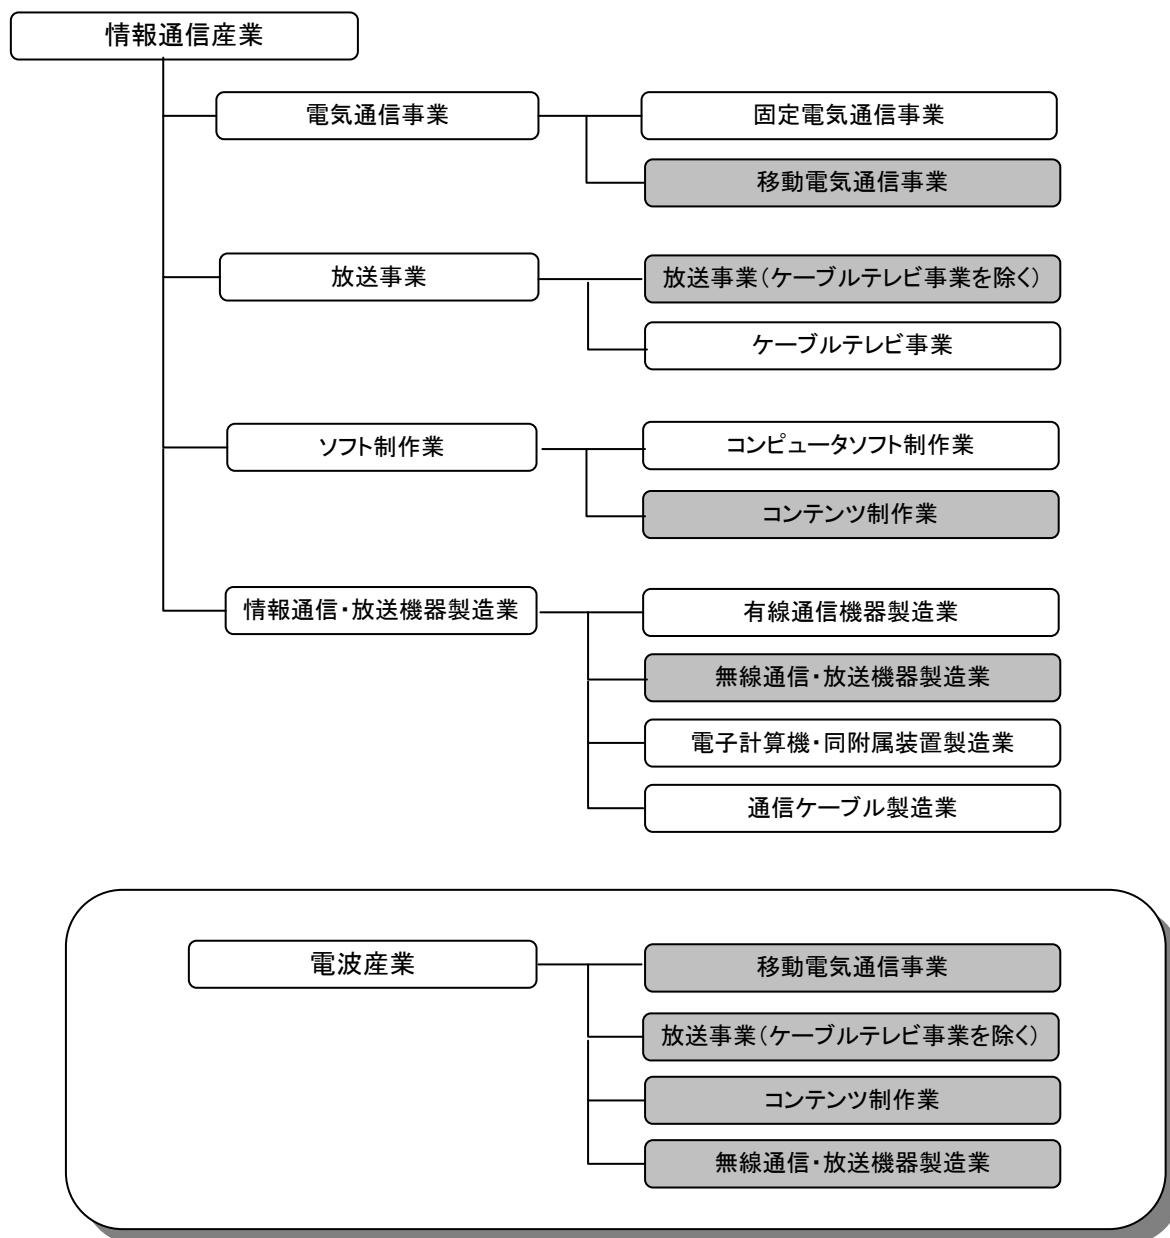 情報通信産業
電気通信事業
固定電気通信事業
移動電気通信事業
放送事業
放送事業(ケーブルテレビ事業を除く)
ケーブルテレビ事業
ソフト制作業
コンピュータソフト制作業
コンテンツ制作業
情報通信・放送機器製造業
有線通信機器製造業
無線通信・放送機器製造業
電子計算機・同附属装置製造業
通信ケーブル製造業
電波産業
移動電気通信事業
放送事業(ケーブルテレビ事業を除く)
コンテンツ制作業
無線通信・放送機器製造業